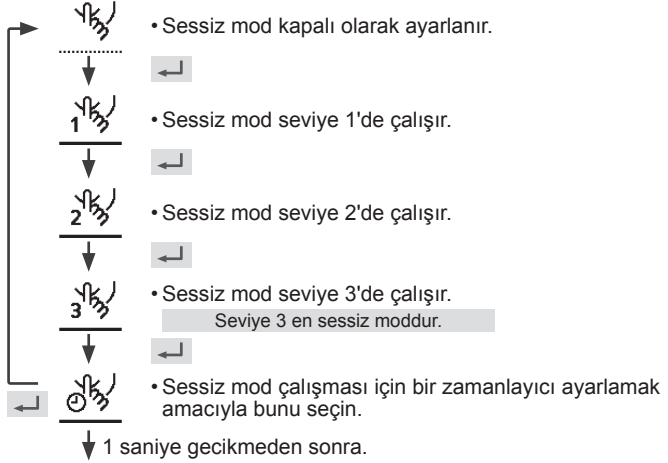 • Sessiz mod kapalı olarak ayarlanır.
1
• Sessiz mod seviye 1'de çalışır.
2
• Sessiz mod seviye 2'de çalışır.
3
• Sessiz mod seviye 3'de çalışır.
Seviye 3 en sessiz moddur.
• Sessiz mod çalışması için bir zamanlayıcı ayarlamak
amacıyla bunu seçin.
1 saniye gecikmeden sonra.